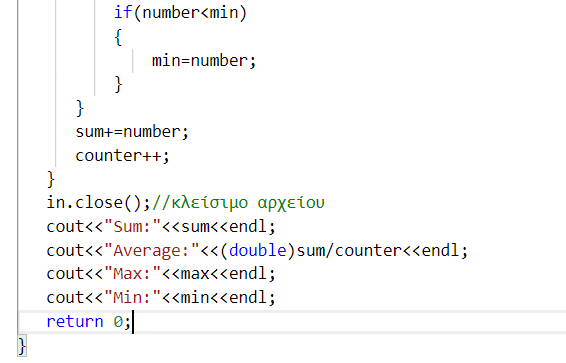 if(number<min)
{
min=number;
}
}
sum+=number;
counter++;
}
in.close();//κλείσιμο αρχείου
cout<<"Sum:"<<sum<<endl;
cout<<"Average:"<<(double)sum/counter<<endl;
cout<<"Max:"<<max<<endl;
cout<<"Min:"<<min<<endl;
return 0;
}